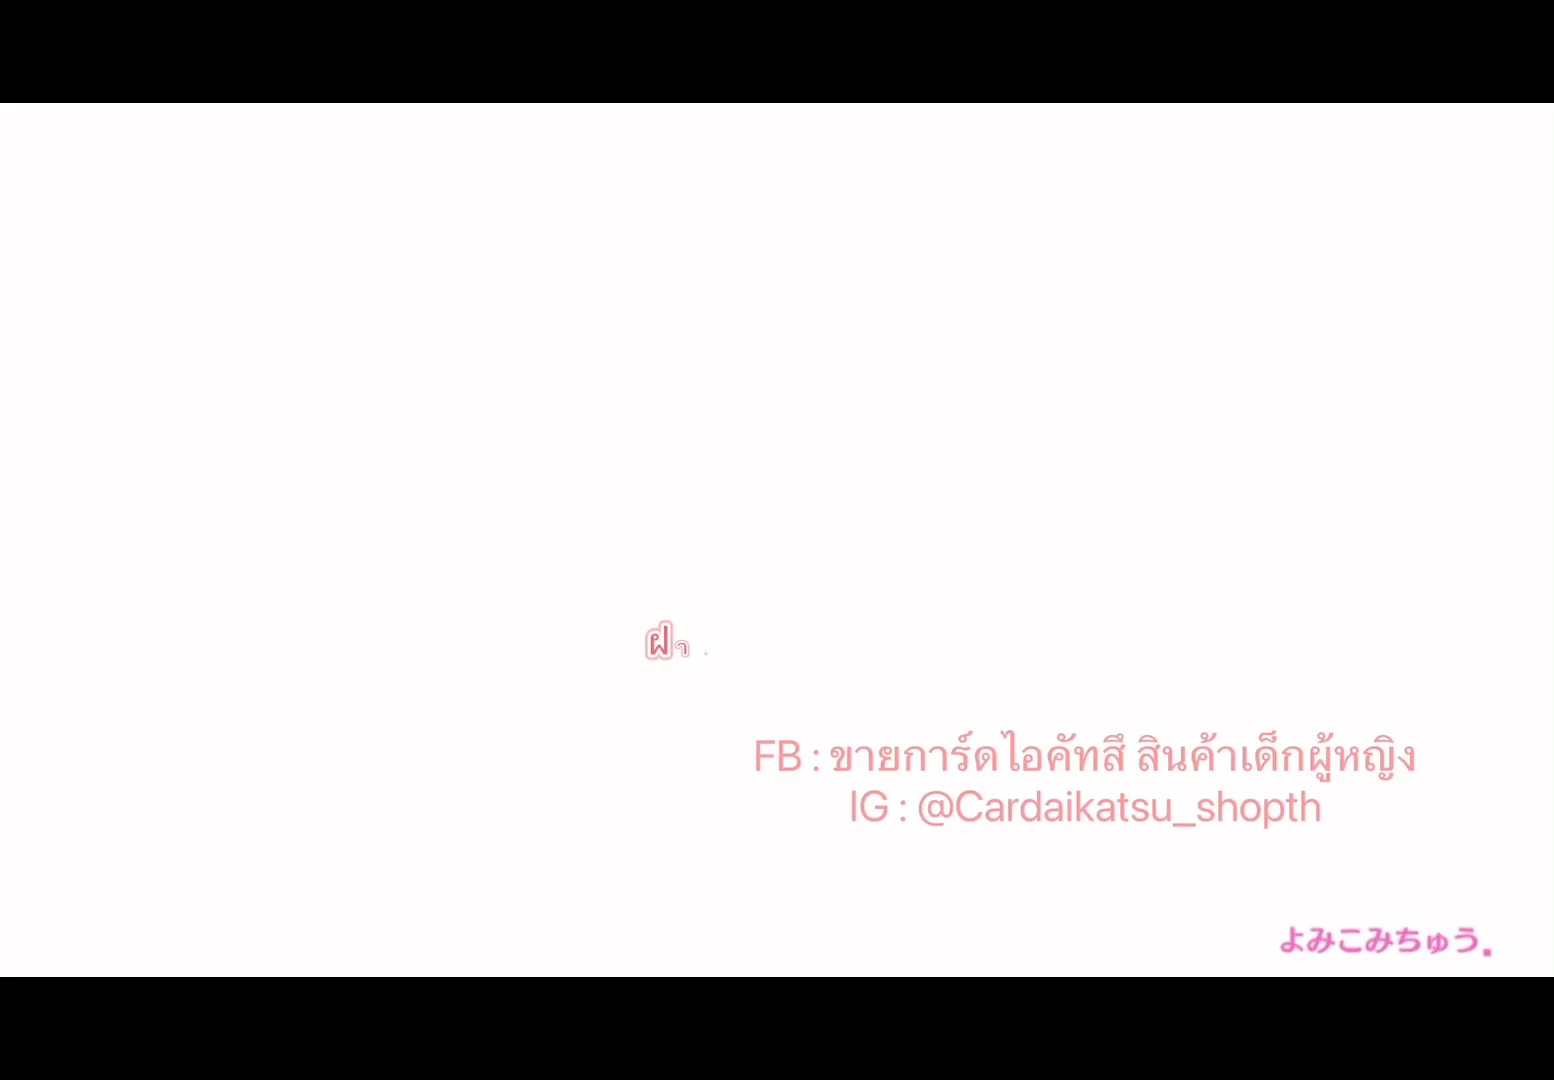 ฝา
FB : ขายการ์ดไอคัทสึ สินค้าเด็กผู้หญิง
IG : @Cardaikatsu_shopth
よみこみちゅう.